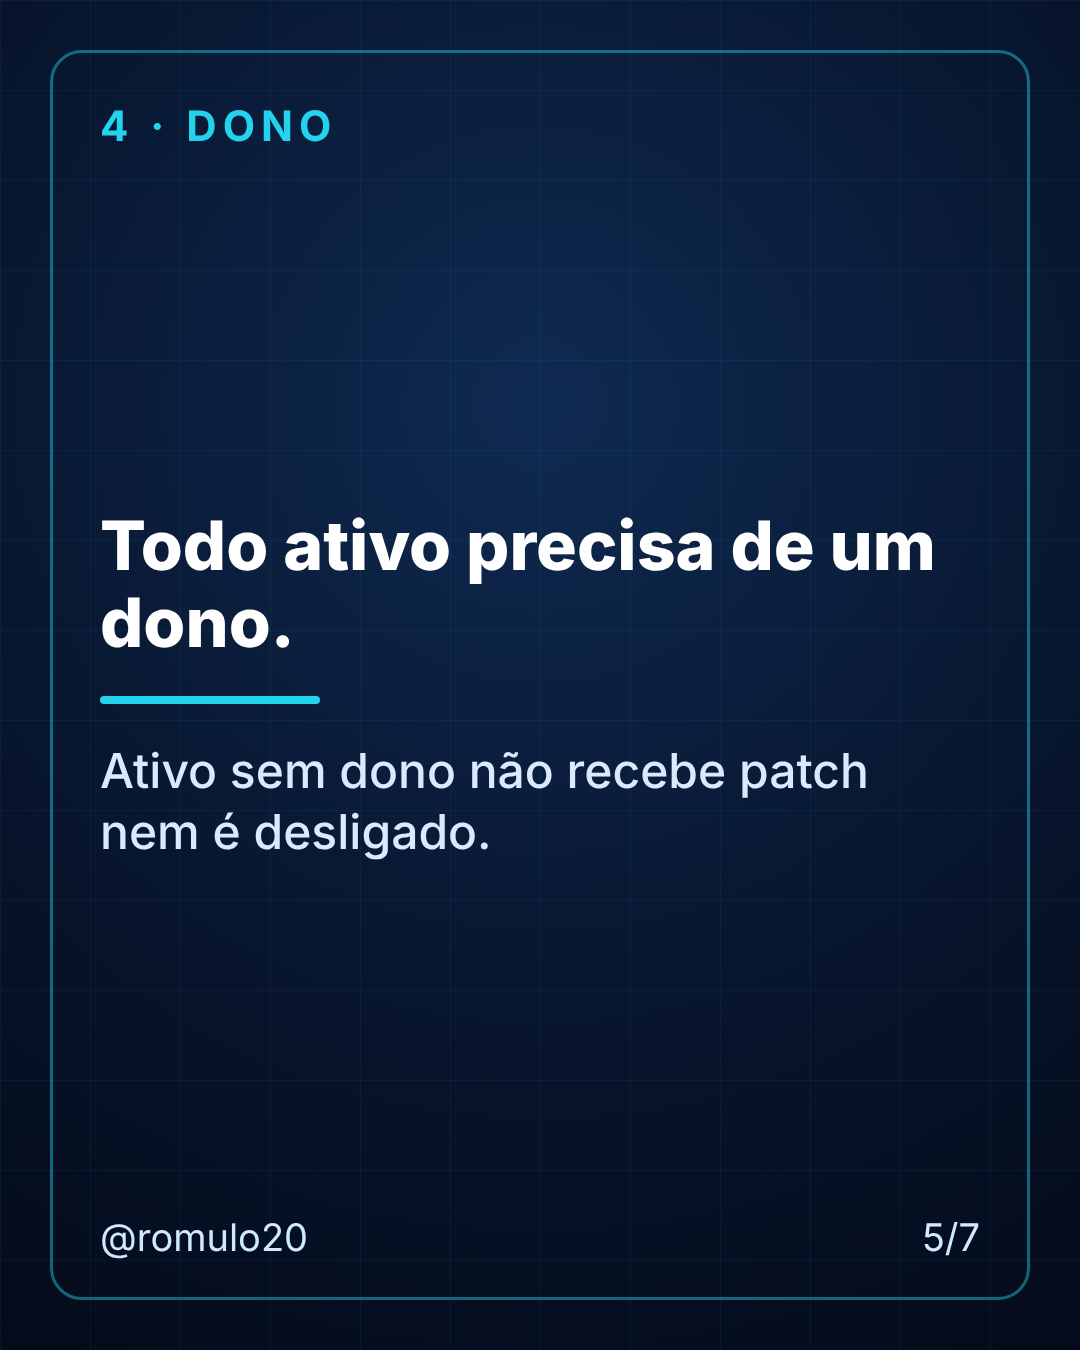 4 · DONO
Todo ativo precisa de um
dono.
Ativo sem dono não recebe patch
nem é desligado.
@romulo20
5/7